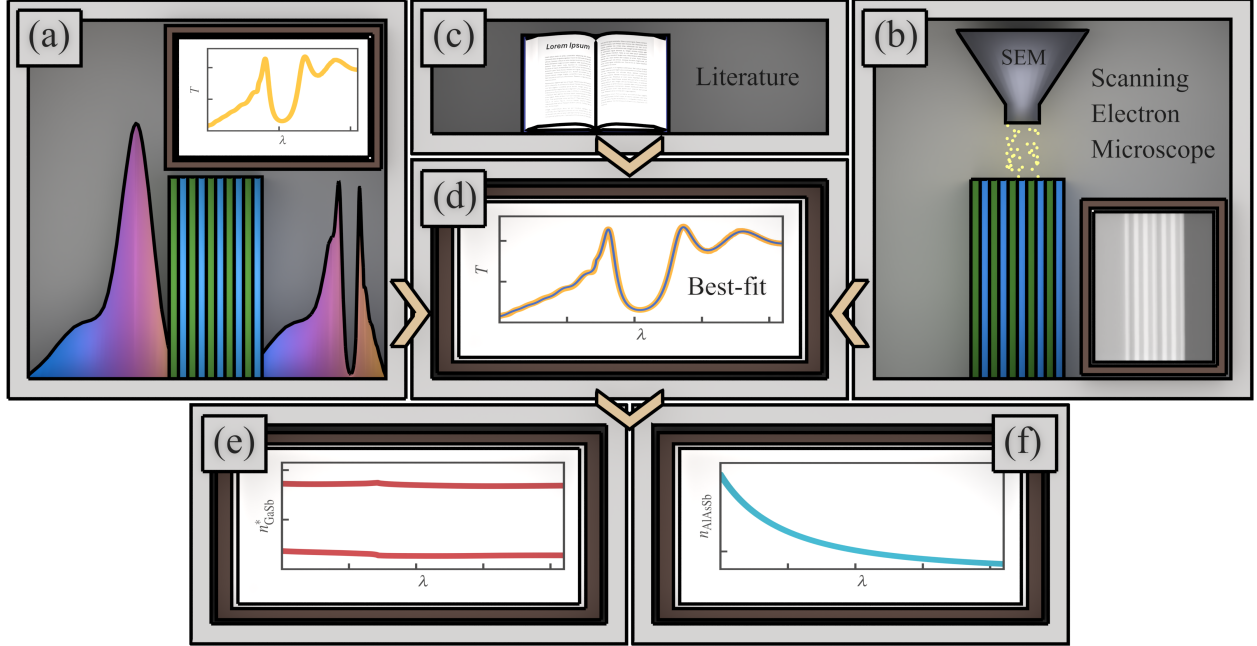 (a)
T
λ
(c)
Lorem Ipsum
Literature
(b)
SEM
Scanning
Electron
Microscope
(d)
T
Best-fit
λ
(e)
n*GaSb
λ
(f)
nAlAsSb
λ